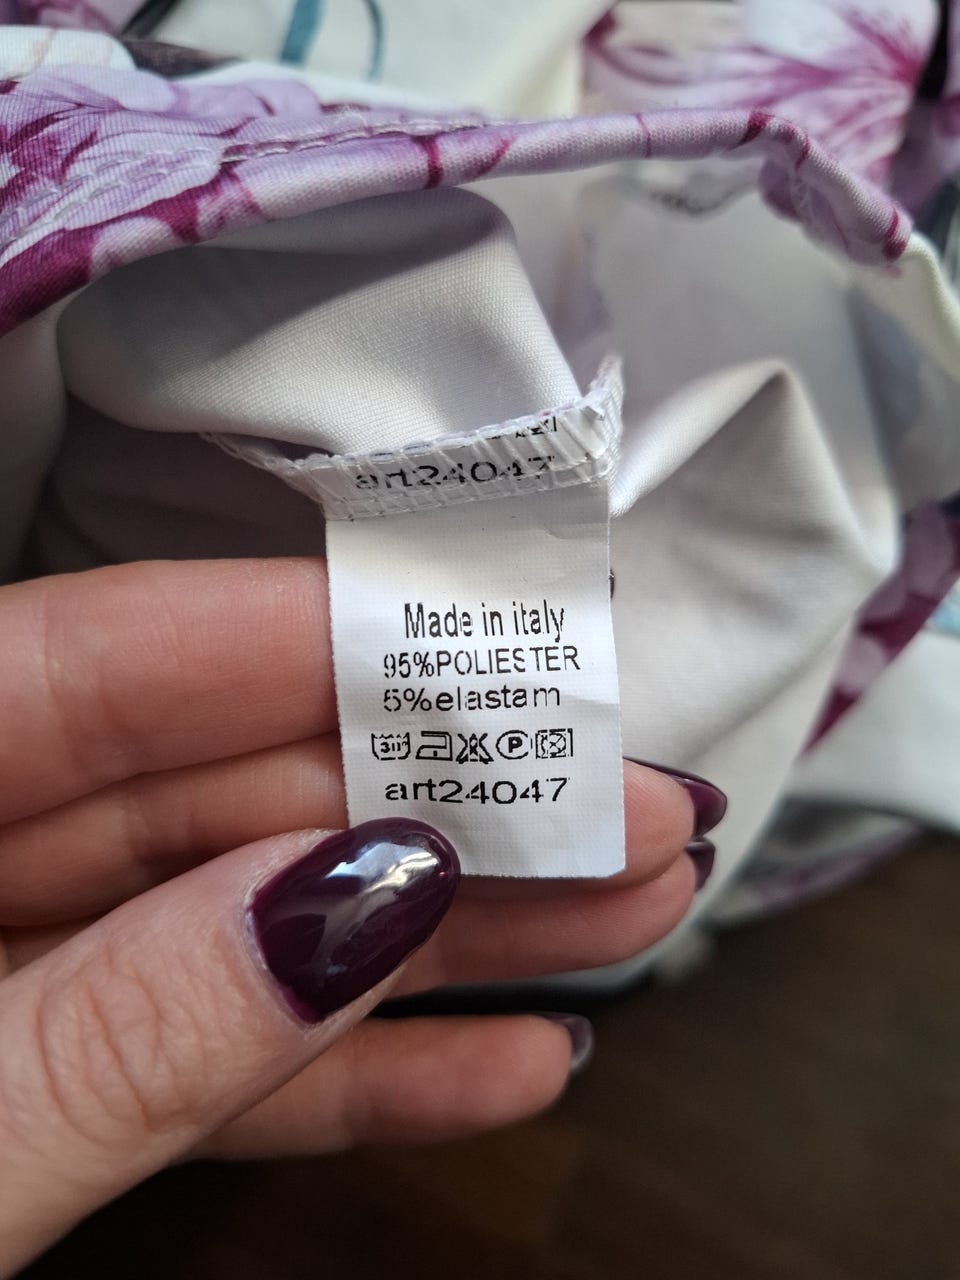 art24047
Made in italy
95%POLIESTER
5%elastam
P
art24047